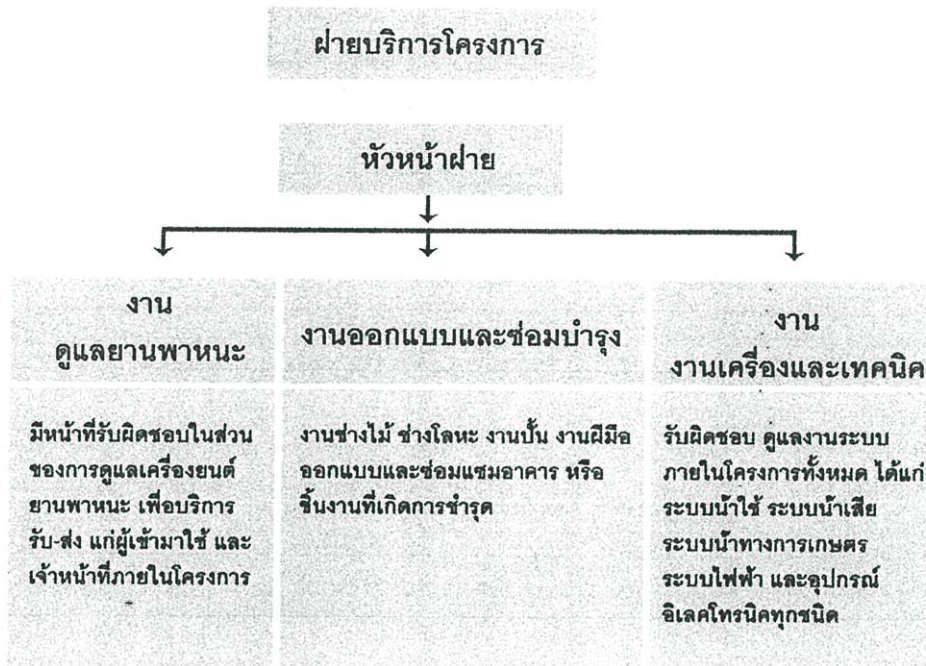 ฝ่ายบริการโครงการ
หัวหน้าฝ่าย
งาน
ดูแลยานพาหนะ
งานออกแบบและซ่อมบำรุง
งาน
งานเครื่องและเทคนิค
มีหน้าที่รับผิดชอบในส่วน
ของการดูแลเครื่องยนต์
ยานพาหนะ เพื่อบริการ
รับ-ส่ง แก่ผู้เข้ามาใช้ และ
เจ้าหน้าที่ภายในโครงการ
งานช่างไม้ ช่างโลหะ งานปั้น งานฝีมือ
ออกแบบและซ่อมแซมอาคาร หรือ
ชิ้นงานที่เกิดการชำรุด
รับผิดชอบ ดูแลงานระบบ
ภายในโครงการทั้งหมด ได้แก่
ระบบน้ำใช้ ระบบน้ำเสีย
ระบบน้ำทางการเกษตร
ระบบไฟฟ้า และอุปกรณ์
อิเลคโทรนิคทุกชนิด